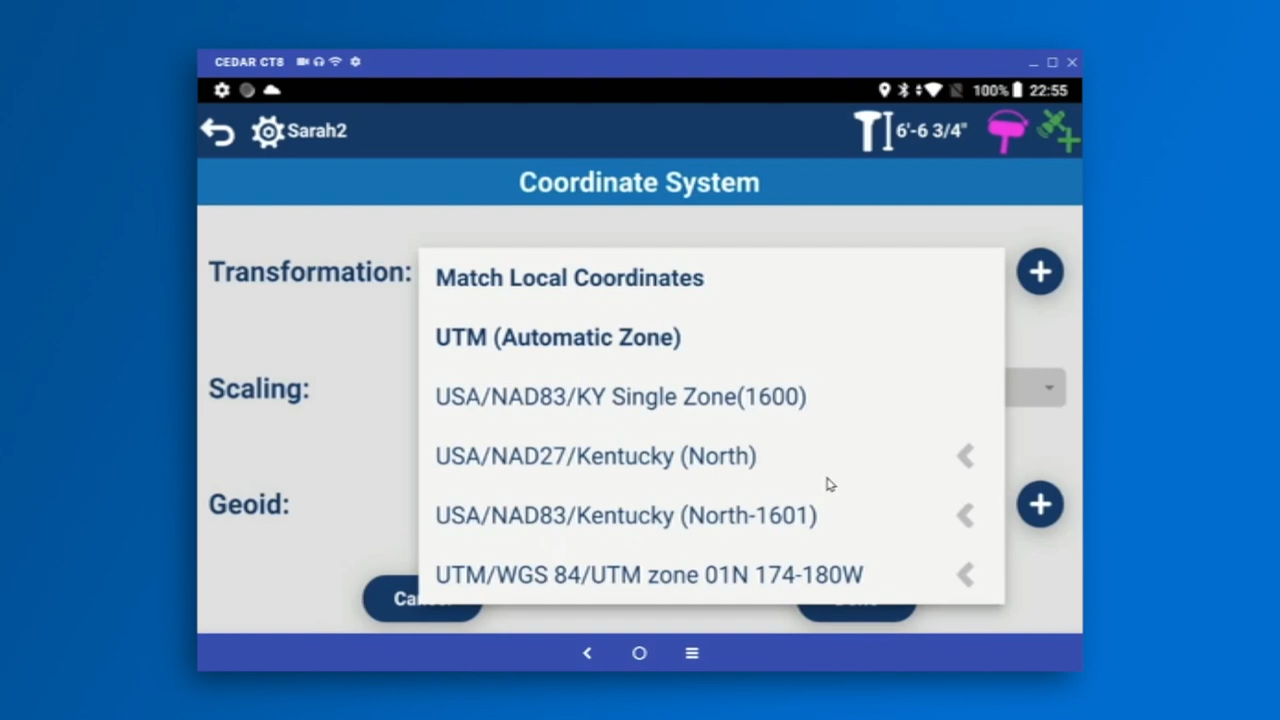 CEDAR CT8
100% 22:55
Sarah2
6'-6 3/4"
Coordinate System
Transformation:
Match Local Coordinates
UTM (Automatic Zone)
Scaling:
USA/NAD83/KY Single Zone(1600)
USA/NAD27/Kentucky (North)
Geoid:
USA/NAD83/Kentucky (North-1601)
UTM/WGS 84/UTM zone 01N 174-180W